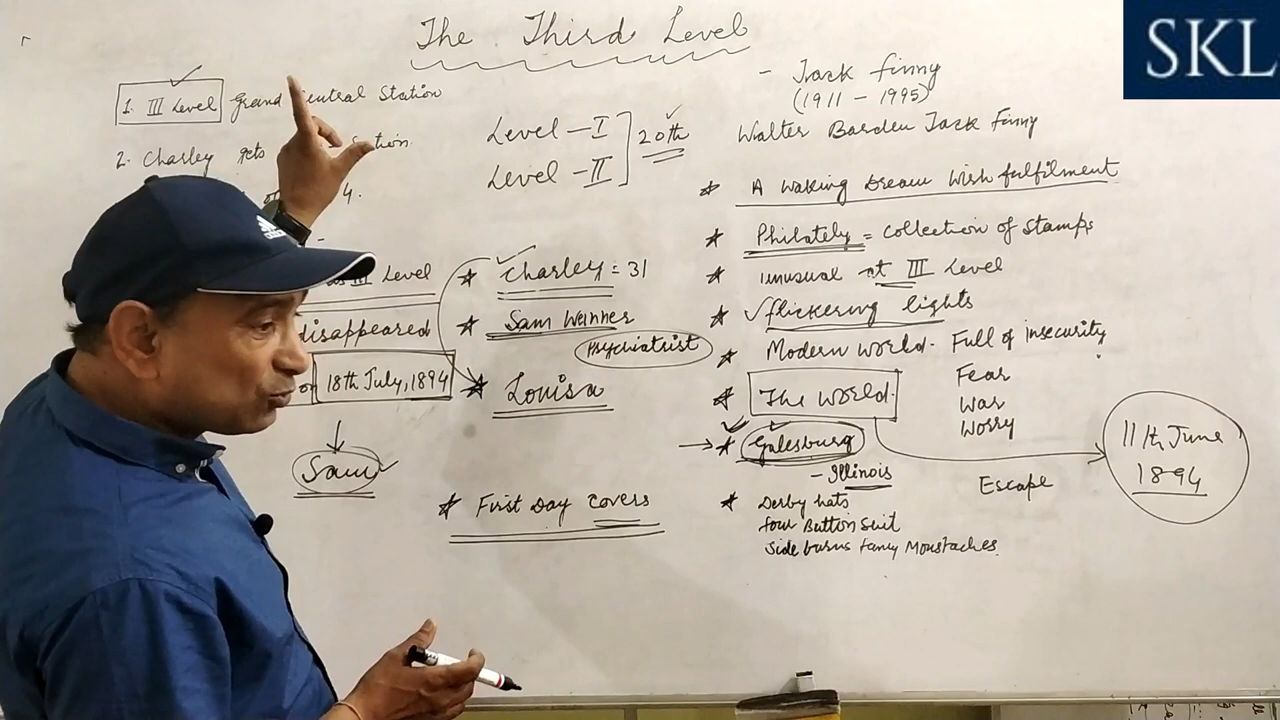 The Third Level
SKL
- Jack finny
(1911 - 1995)
Walter Barden Jack finny
1. III Level Grand Central Station
2. Charley gets
4.
III Level
disappeared
on 18th July, 1894
Sam
Level - I
Level - II
20th
* Charley = 31
* Sam Weinner
Psychiatrist
* Louisa
* First Day covers
* A waking Dream wish fulfilment
* Philately = collection of stamps
* unusual at III Level
* flickering lights
* Modern world. Full of insecurity
Fear
War
Worry
* The world.
* Galesburg
- Illinois
Escape
11th June
1894
* Derby hats
four Button suit
side burns fancy Moustaches.